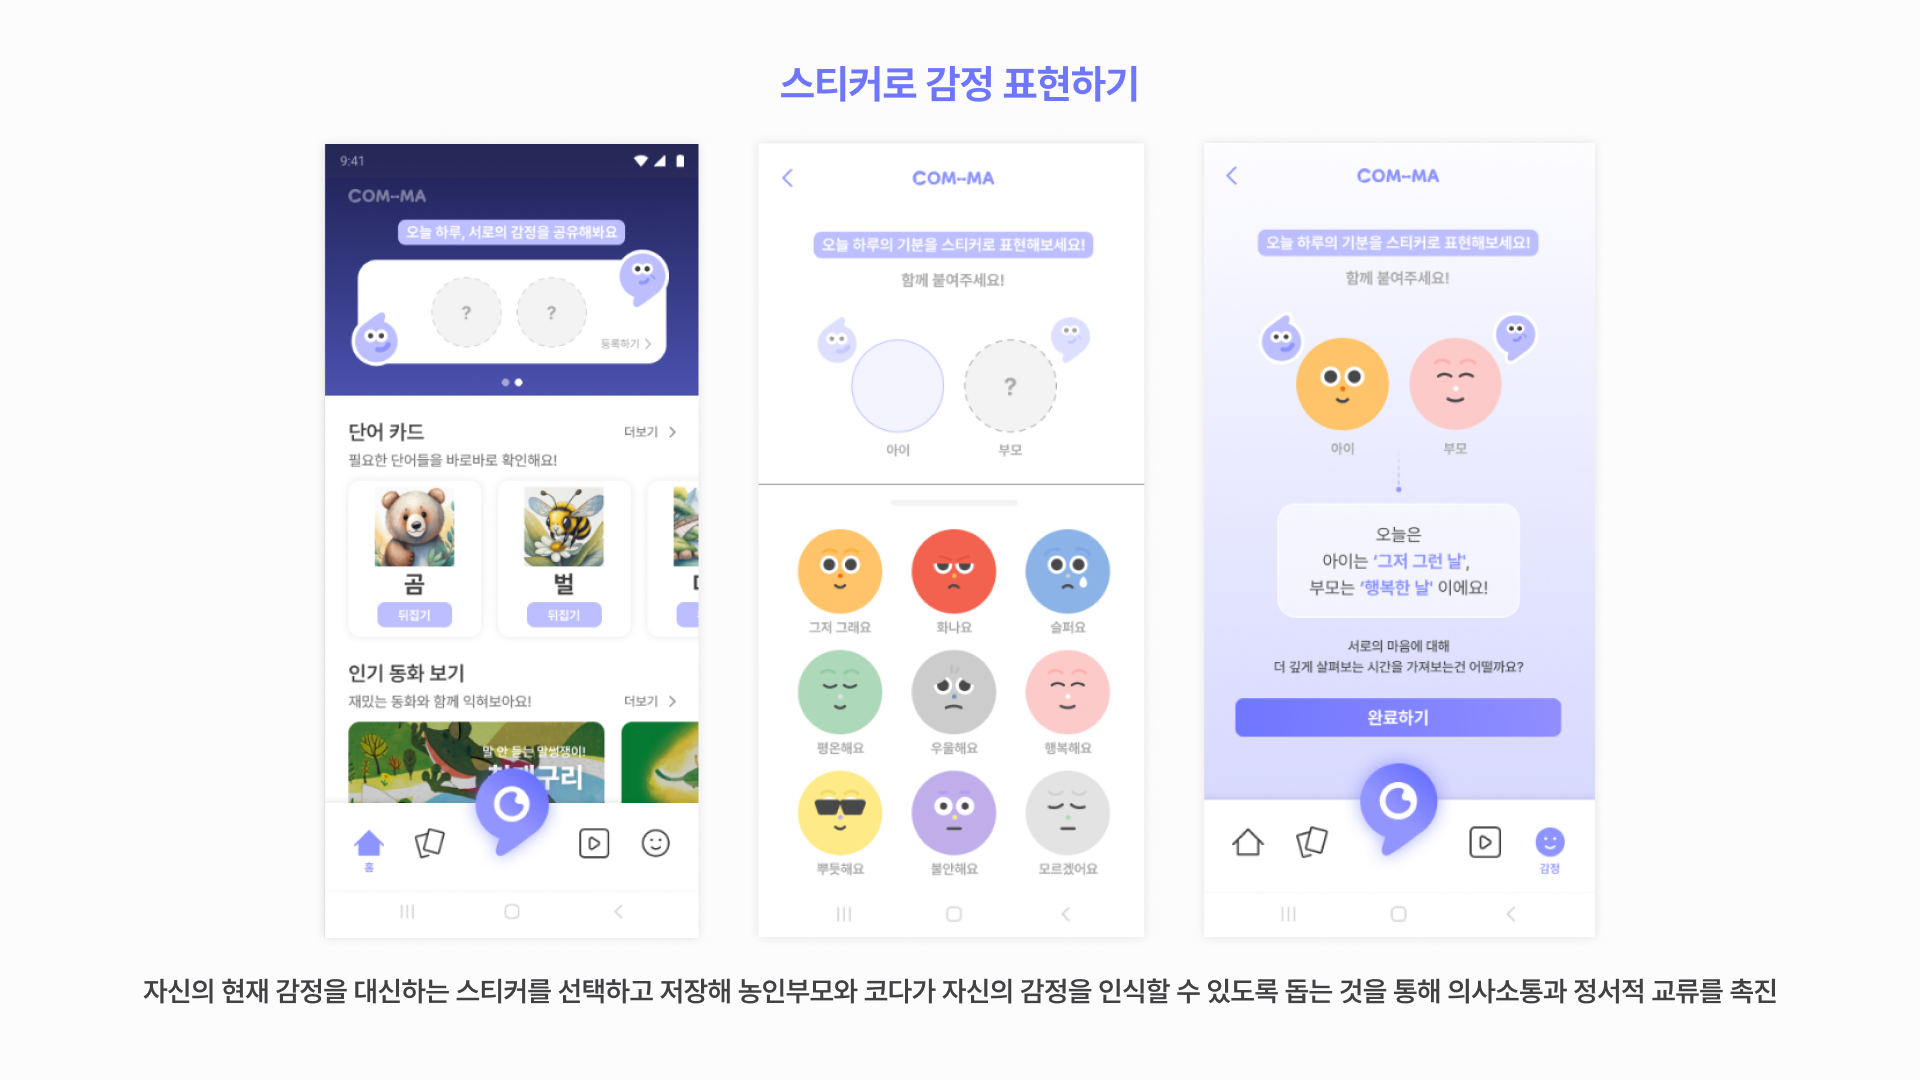 스티커로 감정 표현하기
9:41
COM--MA
오늘 하루, 서로의 감정을 공유해봐요
? ?
등록하기
단어 카드
더보기
필요한 단어들을 바로바로 확인해요!
곰
벌
뒤집기
뒤집기
인기 동화 보기
재밌는 동화와 함께 익혀보아요!
더보기
말 안 듣는 말썽쟁이!
홈
COM--MA
오늘 하루의 기분을 스티커로 표현해보세요!
함께 붙여주세요!
?
아이
부모
그저 그래요
화나요
슬퍼요
평온해요
우울해요
행복해요
뿌듯해요
불안해요
모르겠어요
COM--MA
오늘 하루의 기분을 스티커로 표현해보세요!
함께 붙여주세요!
아이
부모
오늘은
아이는 ‘그저 그런 날',
부모는 ‘행복한 날' 이에요!
서로의 마음에 대해
더 깊게 살펴보는 시간을 가져보는건 어떨까요?
완료하기
감정
자신의 현재 감정을 대신하는 스티커를 선택하고 저장해 농인부모와 코다가 자신의 감정을 인식할 수 있도록 돕는 것을 통해 의사소통과 정서적 교류를 촉진